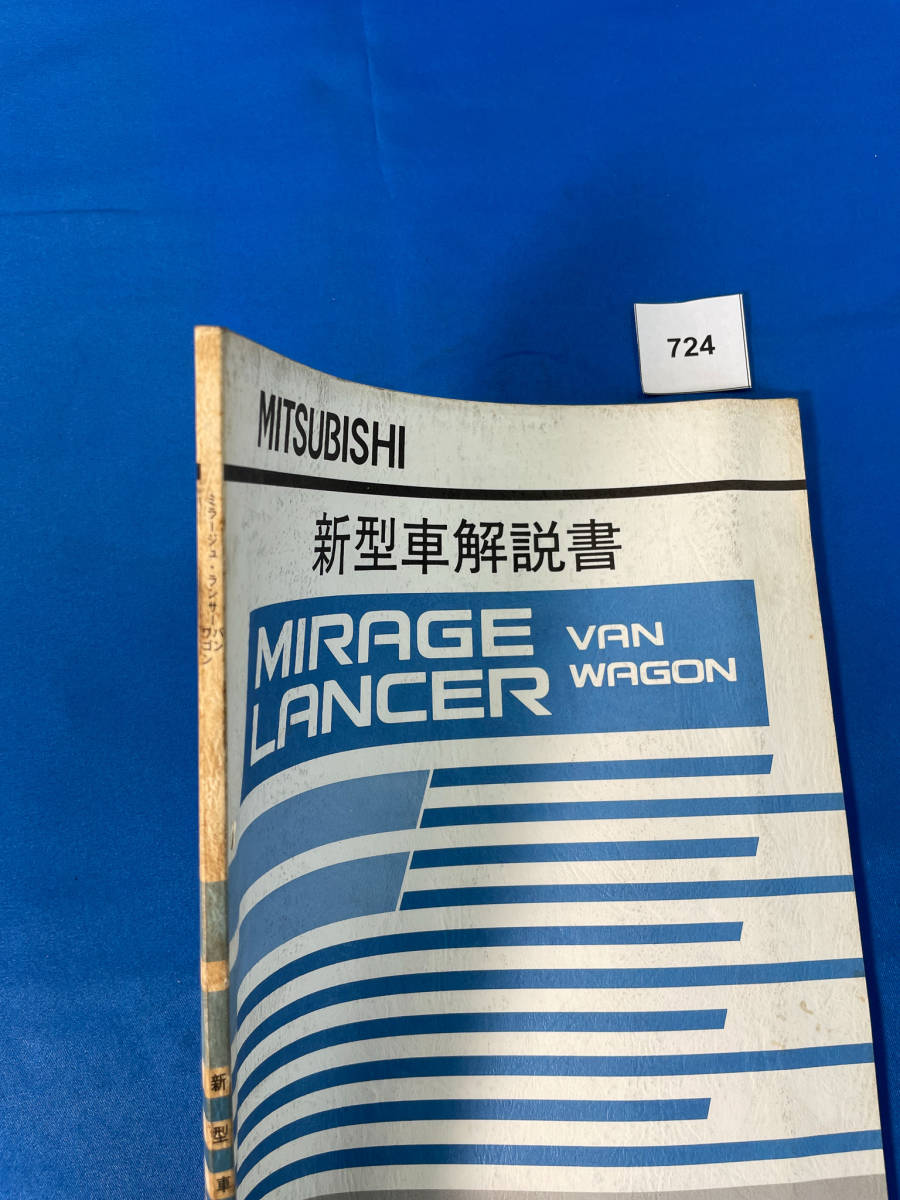 724
MITSUBISHI
新型車解説書
MIRAGE VAN
LANCER WAGON
ミラージュ・ランサー バン
ワゴン
新型車